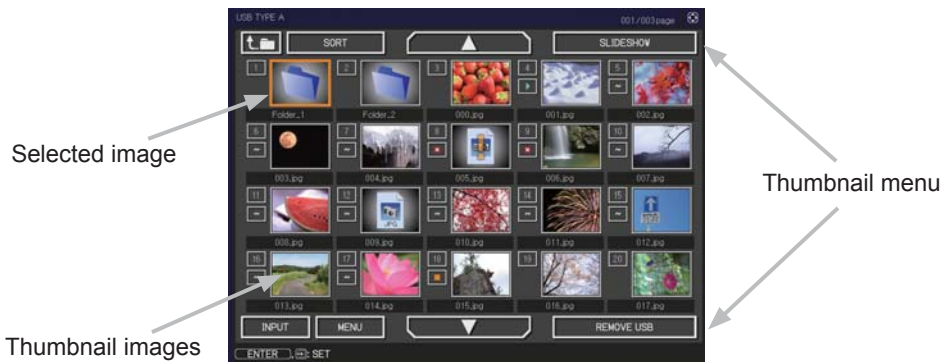 USB TYPE A 001/003page
SORT SLIDESHOW
1 2 3 4 5
Folder_1 Folder_2 000.jpg 001.jpg 002.jpg
Selected image
6 7 8 9 10
003.jpg 004.jpg 005.jpg 006.jpg 007.jpg
Thumbnail menu
11 12 13 14 15
JPG
008.jpg 009.jpg 010.jpg 011.jpg 012.jpg
16 17 18 19 20
013.jpg 014.jpg 015.jpg 016.jpg 017.jpg
Thumbnail images
INPUT MENU REMOVE USB
ENTER , : SET